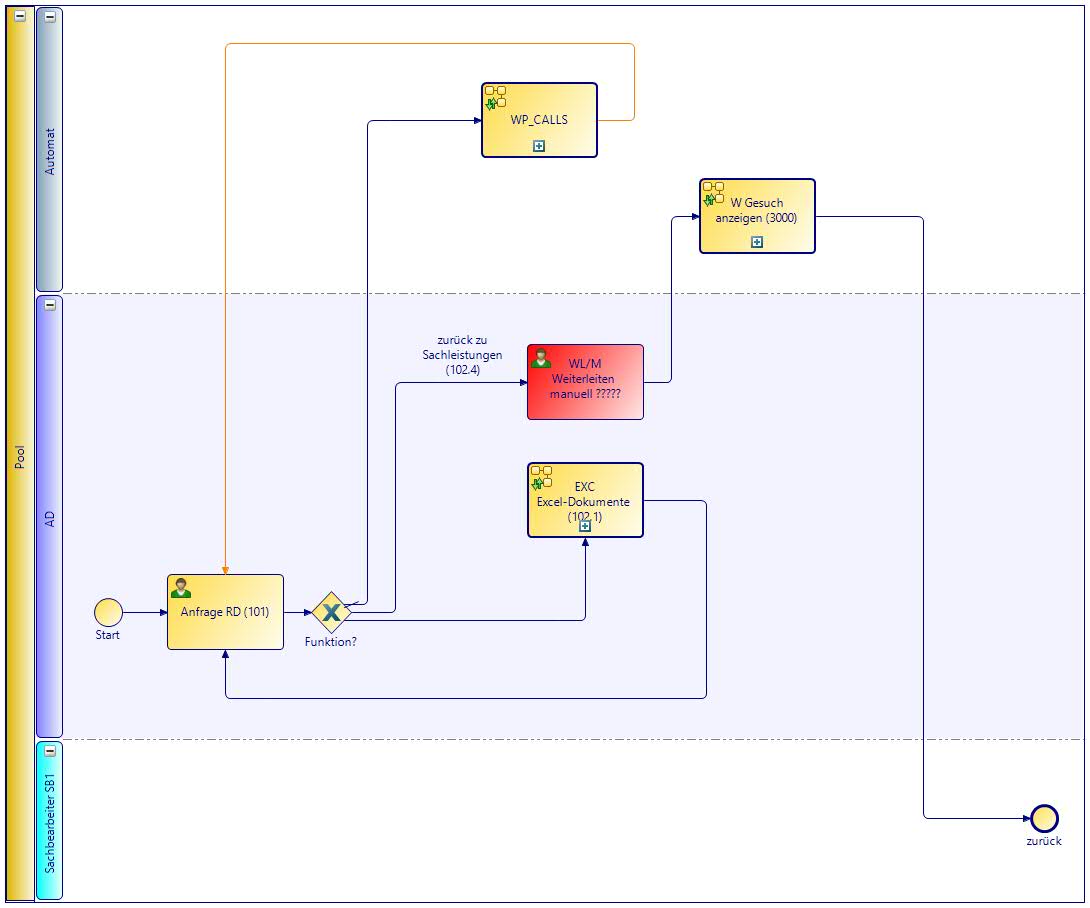 Pool
Automat
WP_CALLS
W Gesuch
anzeigen (3000)
AD
zurück zu
Sachleistungen
(102.4)
WL/M
Weiterleiten
manuell ?????
EXC
Excel-Dokumente
(102.1)
Anfrage RD (101)
Start
Funktion?
Sachbearbeiter SB1
zurück